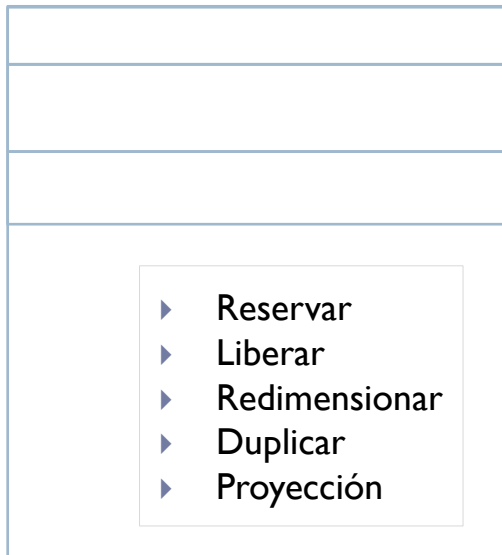 Reservar
Liberar
Redimensionar
Duplicar
Proyección